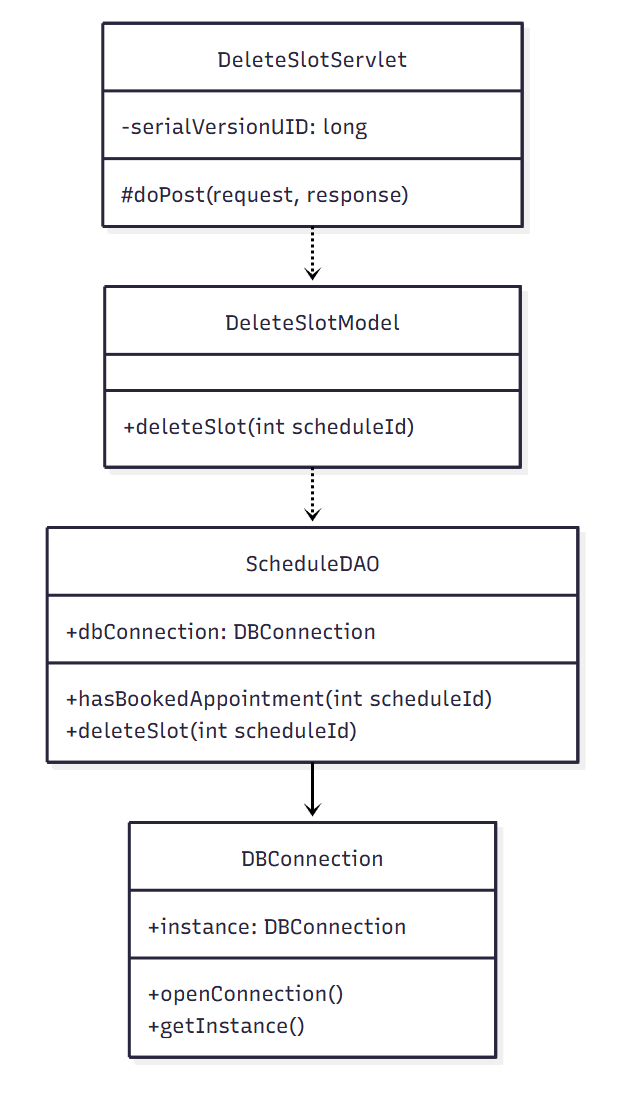 DeleteSlotServlet
-serialVersionUID: long
#doPost(request, response)
DeleteSlotModel
+deleteSlot(int scheduleId)
ScheduleDAO
+dbConnection: DBConnection
+hasBookedAppointment(int scheduleId)
+deleteSlot(int scheduleId)
DBConnection
+instance: DBConnection
+openConnection()
+getInstance()